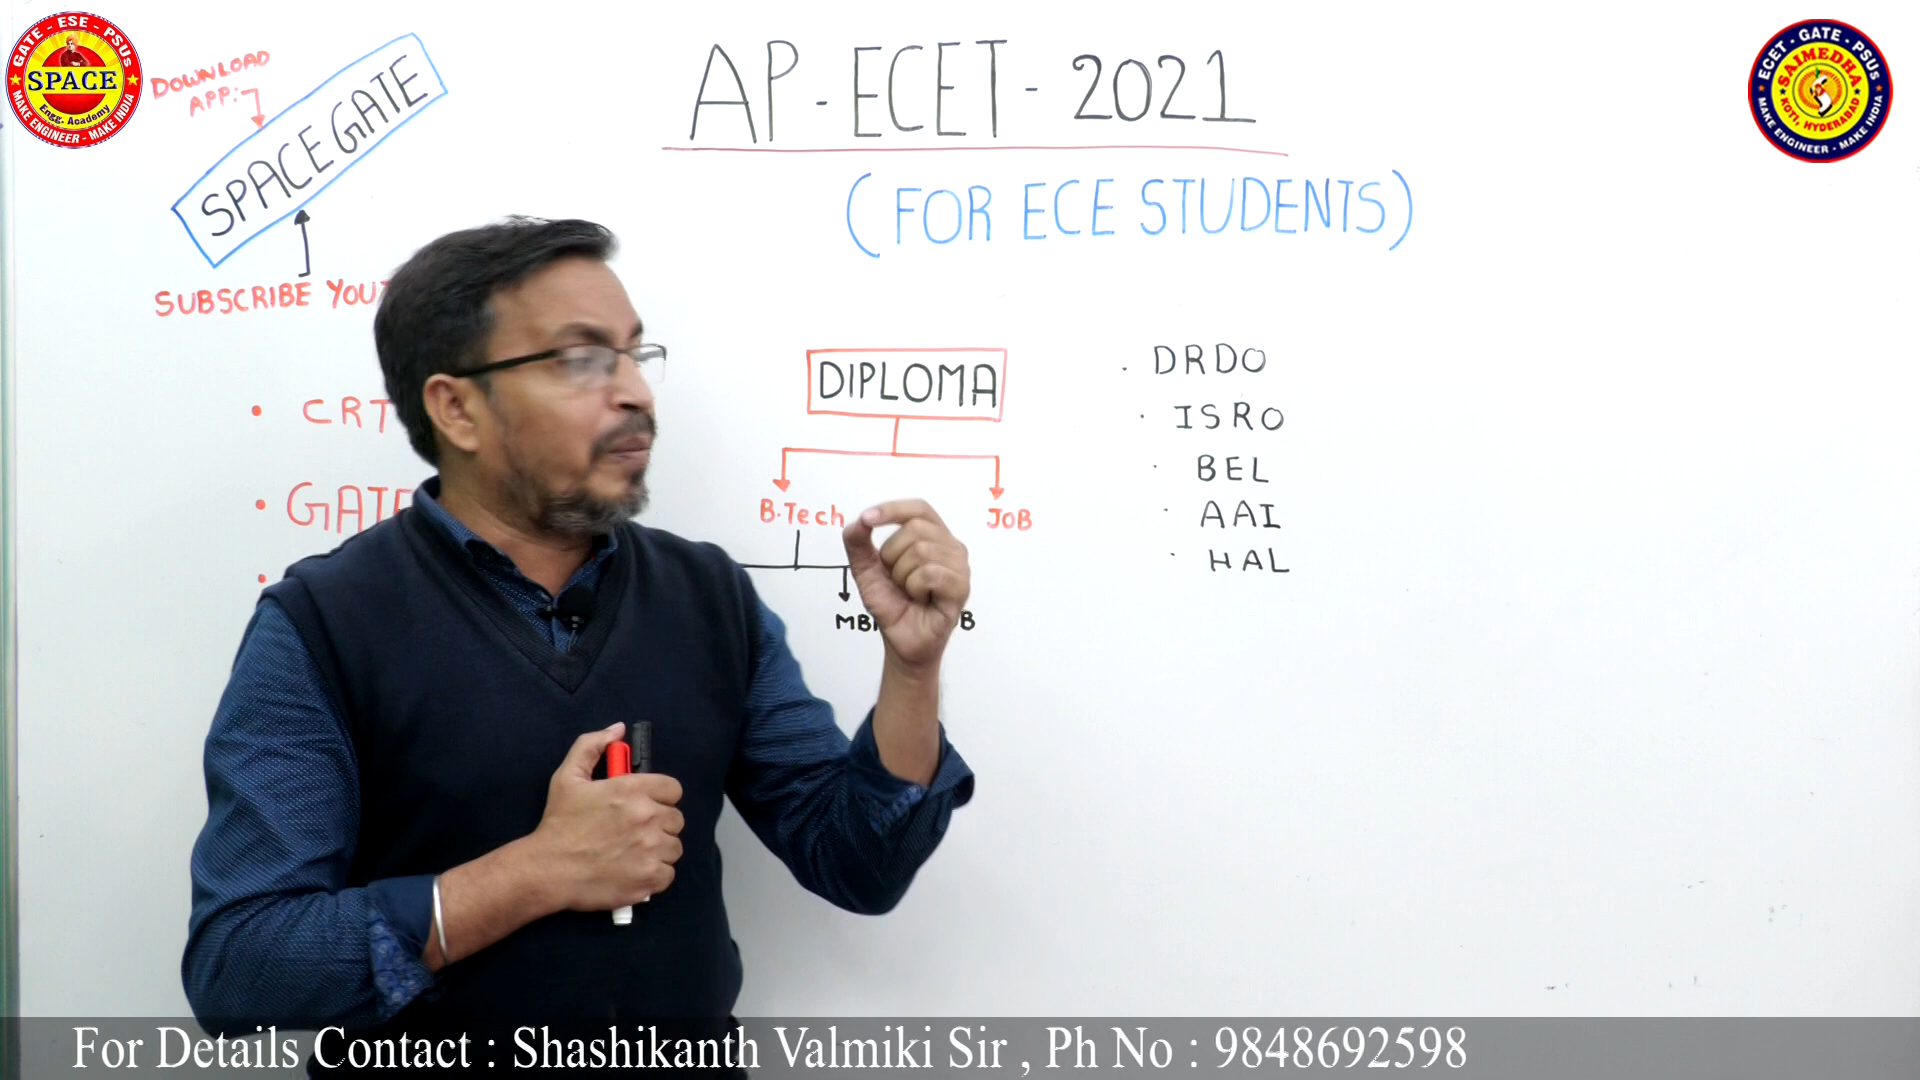 GATE - ESE - PSUs
SPACE
Engg. Academy
MAKE ENGINEER - MAKE INDIA
DOWNLOAD
APP:-
SPACE GATE
SUBSCRIBE
AP - ECET - 2021
(FOR ECE STUDENTS)
ECET - GATE - PSUs
SAIMEDHA
KOTI, HYDERABAD
MAKE ENGINEER - MAKE INDIA
• CRT
• GATE
DIPLOMA
B.Tech
JOB
. DRDO
. ISRO
. BEL
. AAI
. HAL
For Details Contact : Shashikanth Valmiki Sir , Ph No : 9848692598